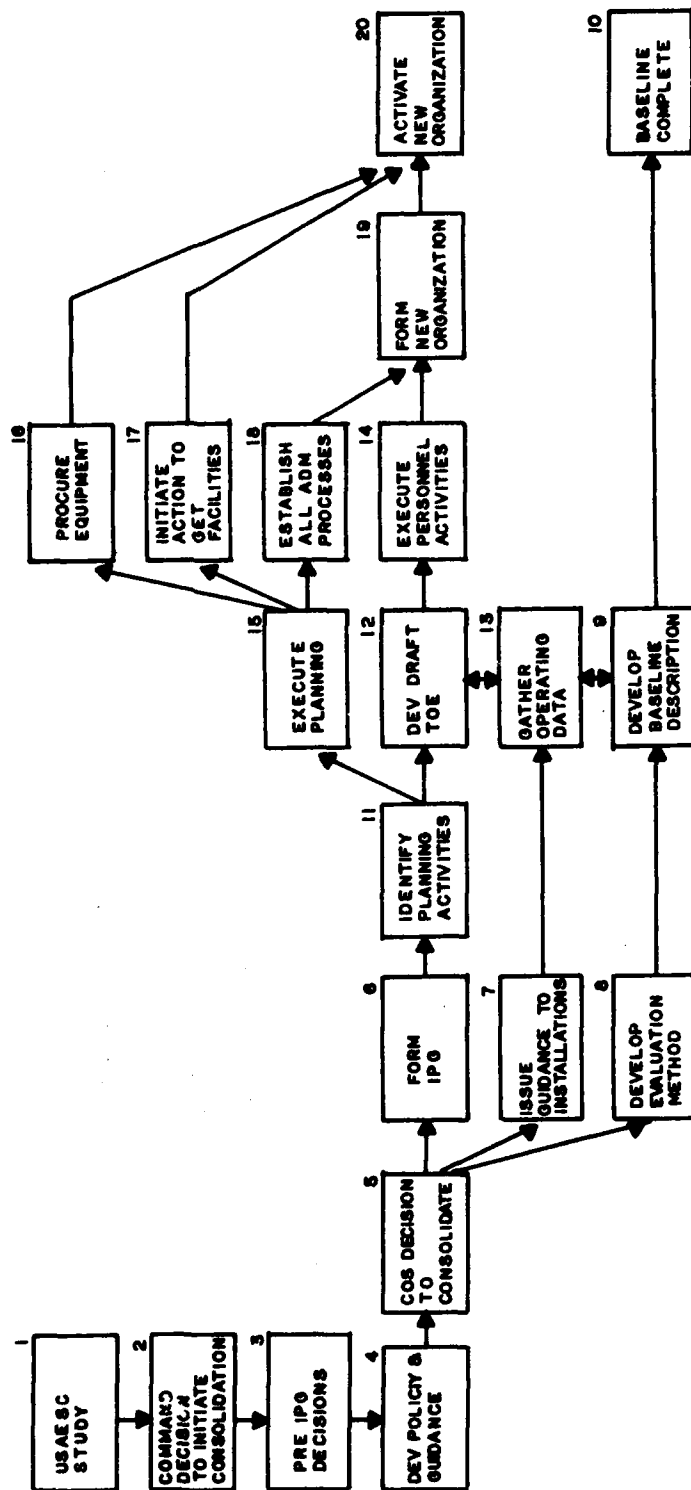 1
USAESC
STUDY
2
COMMAND
DECISION
TO INITIATE
CONSOLIDATION
3
PRE IPG
DECISIONS
4
DEV POLICY &
GUIDANCE
5
COS DECISION
TO
CONSOLIDATE
6
FORM
IPG
7
ISSUE
GUIDANCE TO
INSTALLATIONS
8
DEVELOP
EVALUATION
METHOD
11
IDENTIFY
PLANNING
ACTIVITIES
15
EXECUTE
PLANNING
12
DEV DRAFT
TOE
13
GATHER
OPERATING
DATA
9
DEVELOP
BASELINE
DESCRIPTION
16
PROCURE
EQUIPMENT
17
INITIATE
ACTION TO
GET
FACILITIES
18
ESTABLISH
ALL ADM
PROCESSES
14
EXECUTE
PERSONNEL
ACTIVITIES
19
FORM
NEW
ORGANIZATION
20
ACTIVATE
NEW
ORGANIZATION
10
BASELINE
COMPLETE